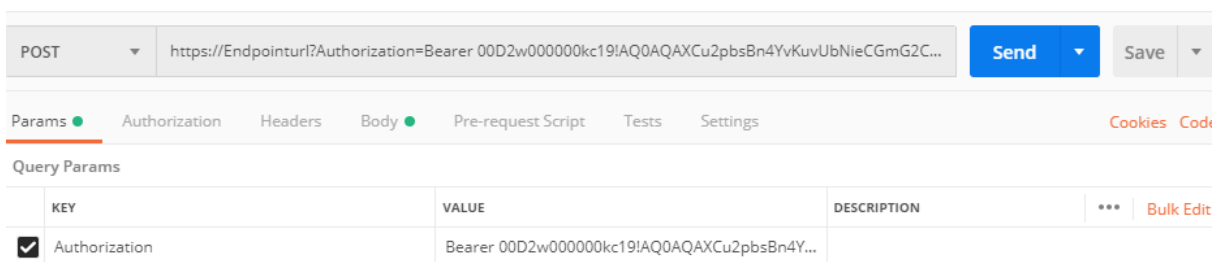 POST https://Endpointurl?Authorization=Bearer 00D2w000000kc19!AQ0AQAXCu2pbsBn4YvKuvUbNieCGmG2C... Send Save
Params Authorization Headers Body Pre-request Script Tests Settings Cookies Code
Query Params
KEY VALUE DESCRIPTION ••• Bulk Edit
Authorization Bearer 00D2w000000kc19!AQ0AQAXCu2pbsBn4Y...